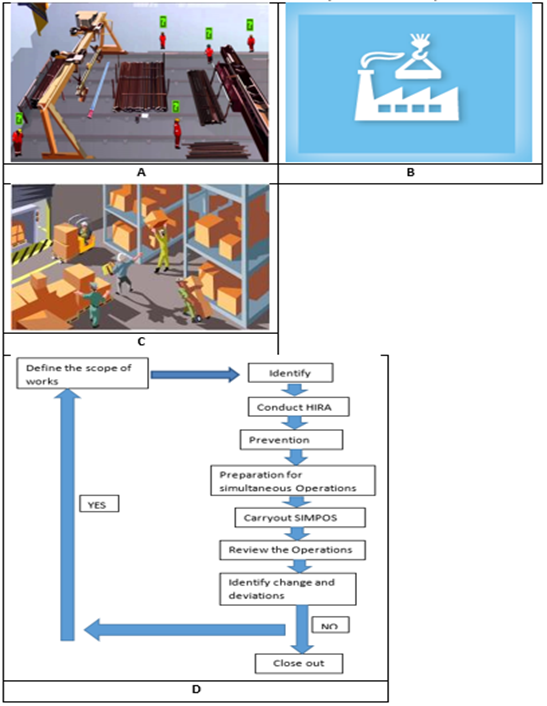 A
B
C
Define the scope of
works
Identify
Conduct HIRA
Prevention
Preparation for
simultaneous Operations
YES
Carryout SIMPOS
Review the Operations
Identify change and
deviations
NO
Close out
D